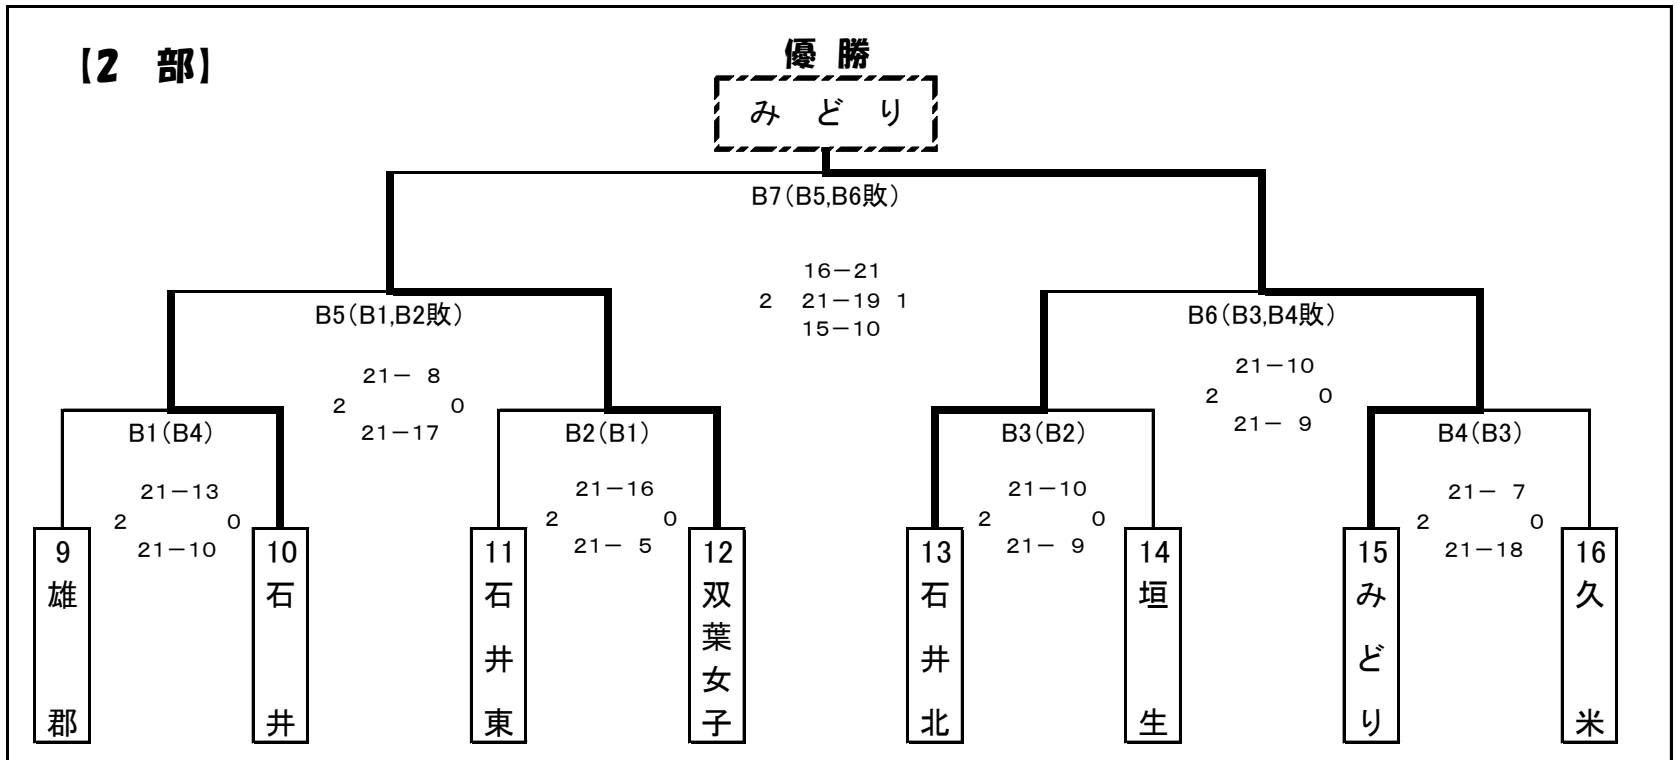 【2 部】
優 勝
み ど り
B7(B5,B6敗)
16-21
2 21-19 1
15-10
B5(B1,B2敗)
21- 8
2 0
21-17
B6(B3,B4敗)
21-10
2 0
21- 9
B1(B4)
21-13
2 0
21-10
B2(B1)
21-16
2 0
21- 5
B3(B2)
21-10
2 0
21- 9
B4(B3)
21- 7
2 0
21-18
9 雄郡
10 石井
11 石井東
12 双葉女子
13 石井北
14 垣生
15 みどり
16 久米